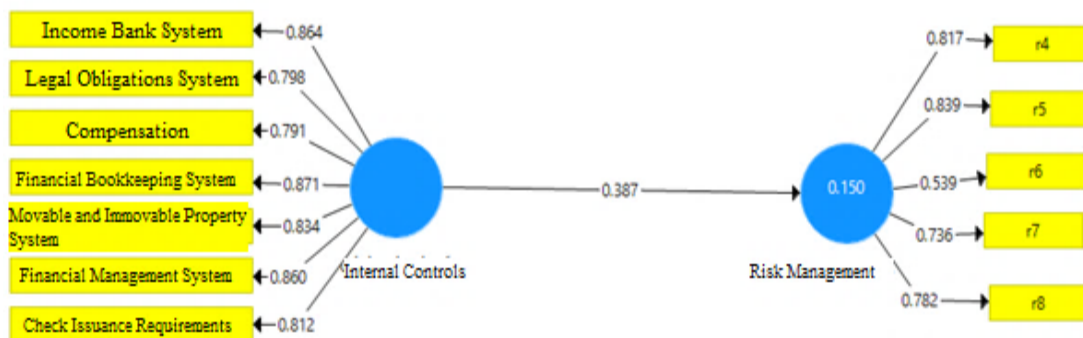 Income Bank System
0.864
Legal Obligations System
0.798
Compensation
0.791
Financial Bookkeeping System
0.871
Movable and Immovable Property
System
0.834
Financial Management System
0.860
Check Issuance Requirements
0.812
Internal Controls
0.387
0.150
Risk Management
0.817
r4
0.839
r5
0.539
r6
0.736
r7
0.782
r8